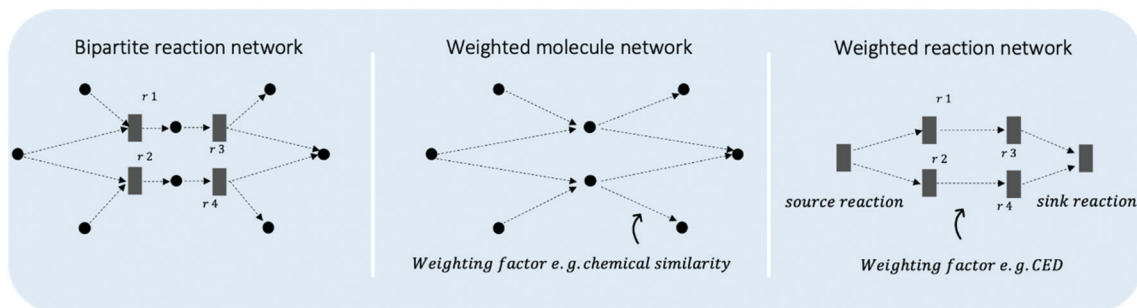 Bipartite reaction network
r 1
r 2
r 3
r 4
Weighted molecule network
Weighting factor e.g. chemical similarity
Weighted reaction network
r 1
r 2
r 3
r 4
source reaction
sink reaction
Weighting factor e.g. CED